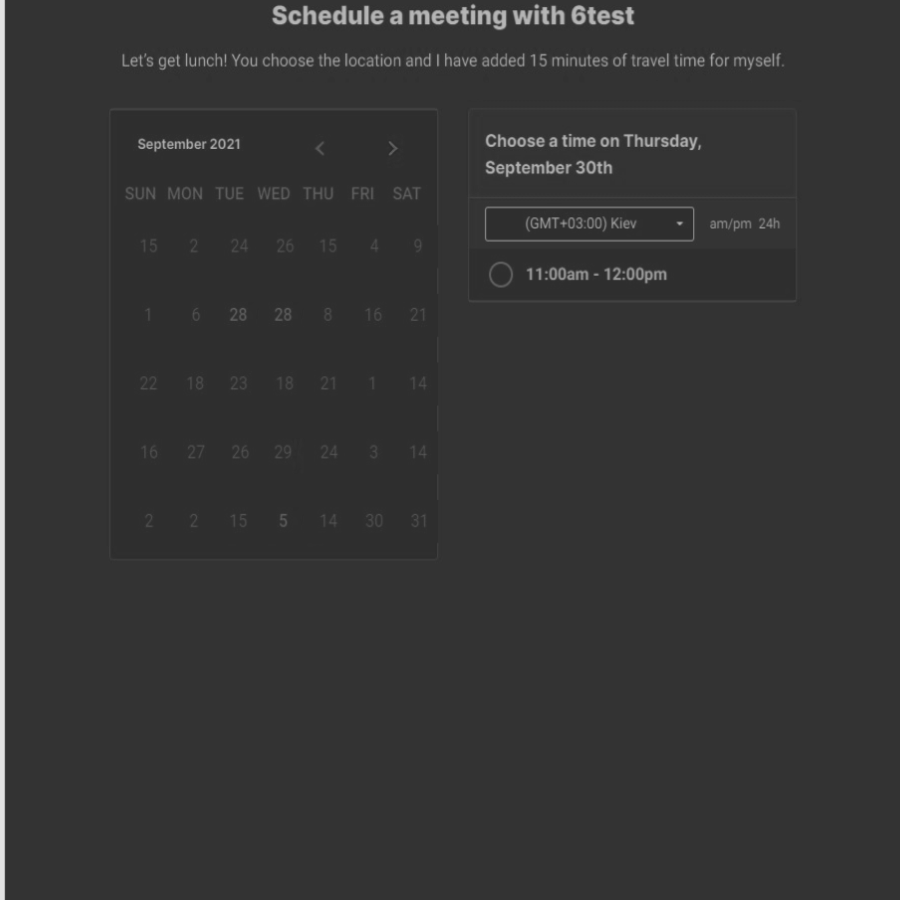 Schedule a meeting with 6test
Let's get lunch! You choose the location and I have added 15 minutes of travel time for myself.
September 2021
SUN MON TUE WED THU FRI SAT
15 2 24 26 15 4 9
1 6 28 28 8 16 21
22 18 23 18 21 1 14
16 27 26 29 24 3 14
2 2 15 5 14 30 31
Choose a time on Thursday,
September 30th
(GMT+03:00) Kiev am/pm 24h
11:00am - 12:00pm